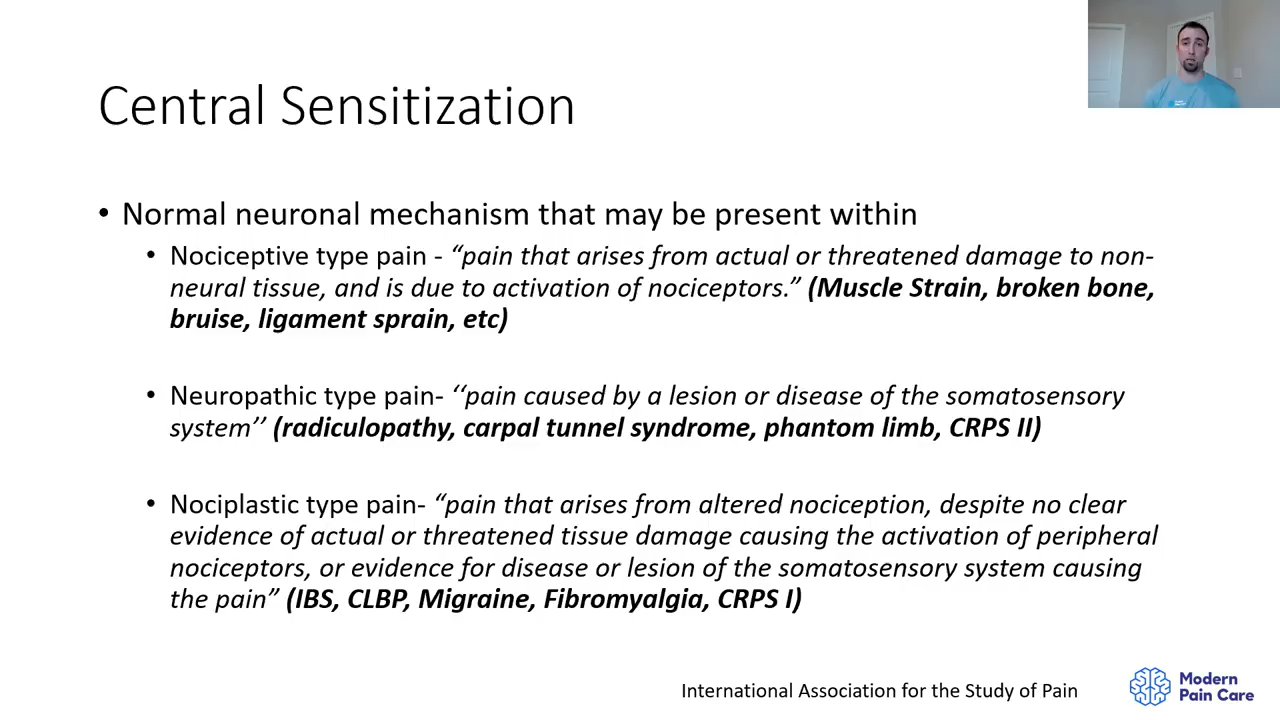 Central Sensitization
• Normal neuronal mechanism that may be present within
• Nociceptive type pain - “pain that arises from actual or threatened damage to non-
neural tissue, and is due to activation of nociceptors.” (Muscle Strain, broken bone,
bruise, ligament sprain, etc)
• Neuropathic type pain- ‘‘pain caused by a lesion or disease of the somatosensory
system’’ (radiculopathy, carpal tunnel syndrome, phantom limb, CRPS II)
• Nociplastic type pain- “pain that arises from altered nociception, despite no clear
evidence of actual or threatened tissue damage causing the activation of peripheral
nociceptors, or evidence for disease or lesion of the somatosensory system causing
the pain” (IBS, CLBP, Migraine, Fibromyalgia, CRPS I)
International Association for the Study of Pain
Modern
Pain Care